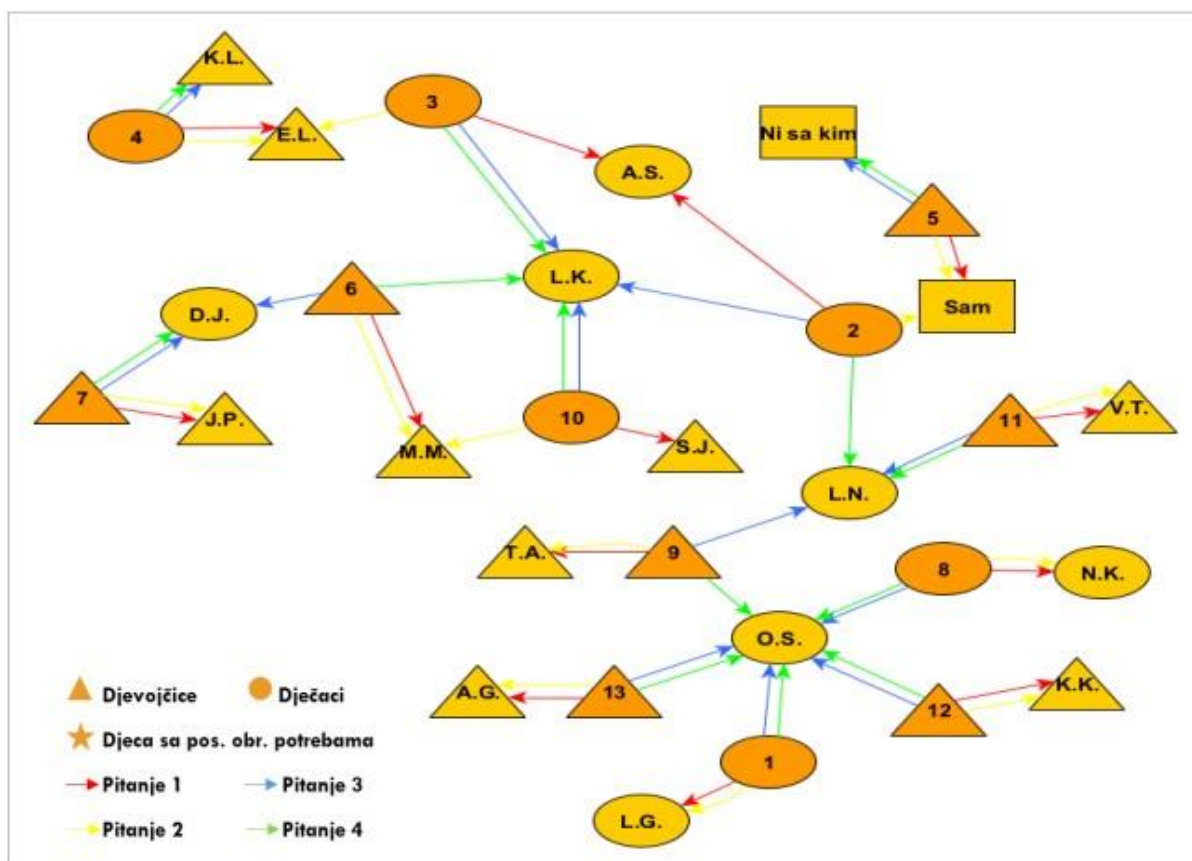 K.L.
3
4
E.L.
Ni sa kim
A.S.
5
L.K.
6
D.J.
Sam
2
7
J.P.
10
11
V.T.
M.M.
S.J.
L.N.
T.A.
9
8
N.K.
O.S.
A.G.
13
K.K.
12
1
L.G.
Djevojčice
Dječaci
Djeca sa pos. obr. potrebama
Pitanje 1
Pitanje 3
Pitanje 2
Pitanje 4